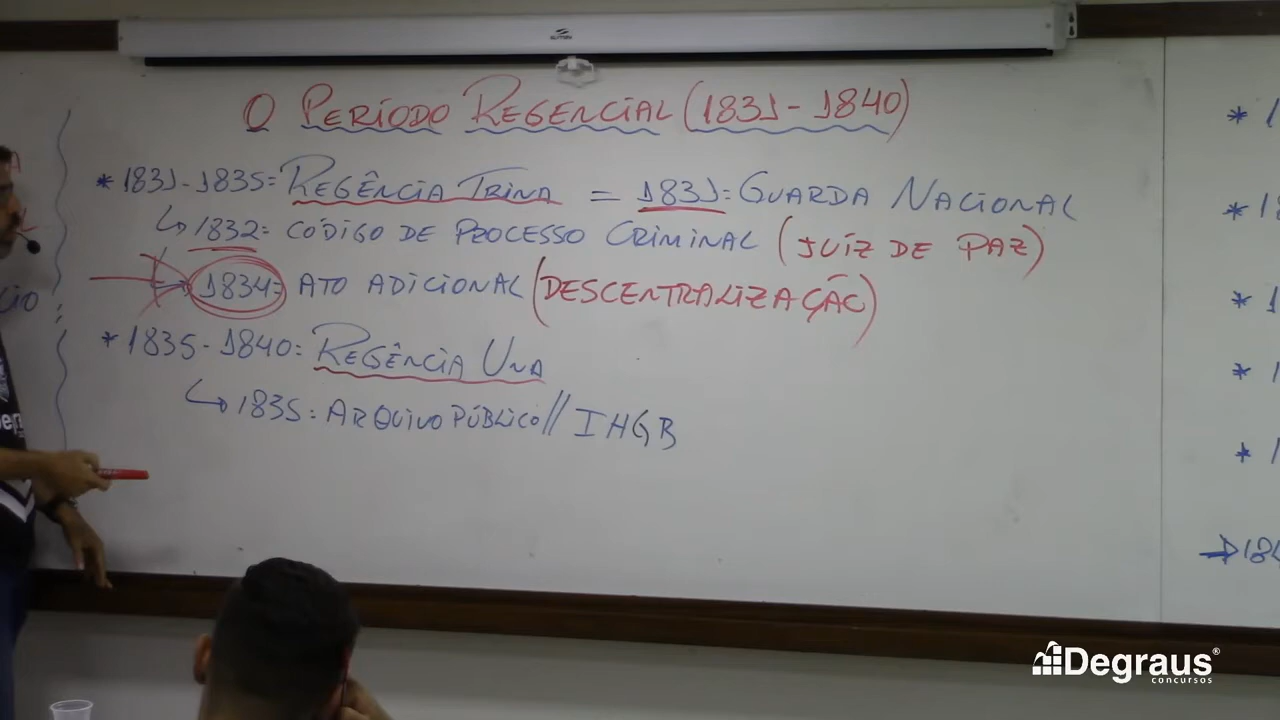 O PERÍODO REGENCIAL (1831 - 1840)
* 1831-1835: REGÊNCIA TRINA = 1831: GUARDA NACIONAL
↳ 1832: CÓDIGO DE PROCESSO CRIMINAL (JUÍZ DE PAZ)
→ 1834: ATO ADICIONAL (DESCENTRALIZAÇÃO)
* 1835-1840: REGÊNCIA UNA
↳ 1835: ARQUIVO PÚBLICO // IHGB
Degraus®
concursos